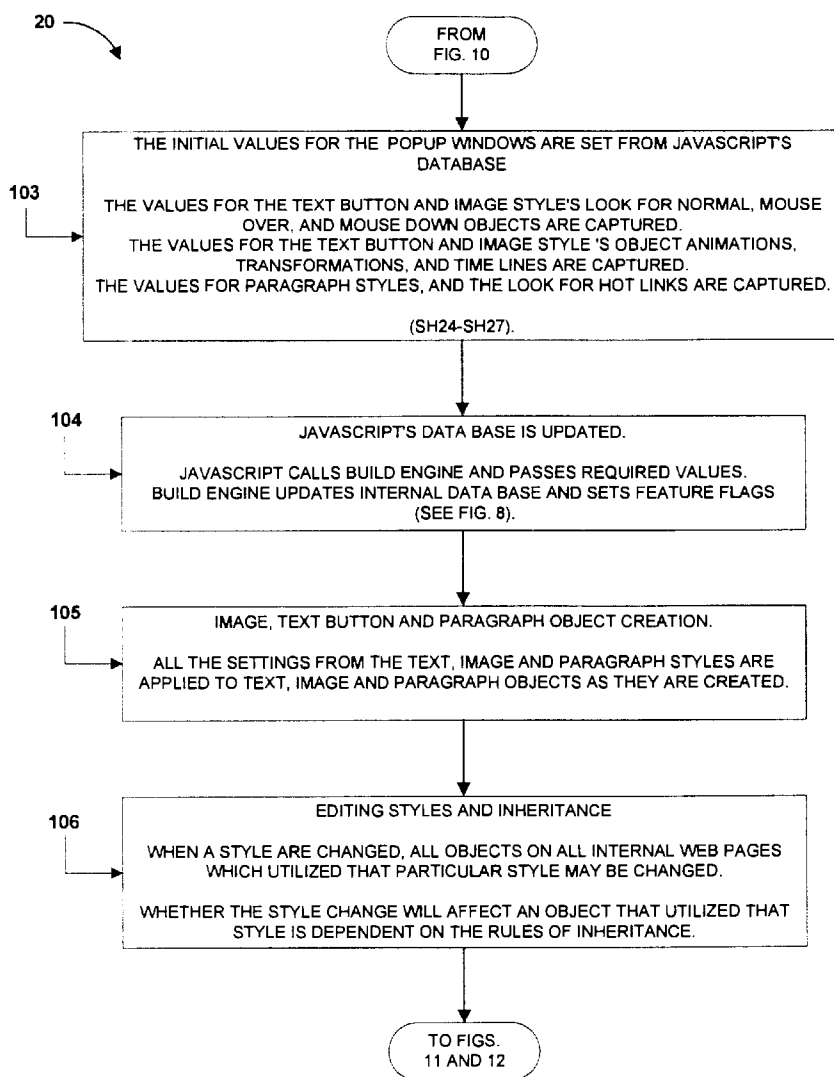 20
FROM
FIG. 10
103
THE INITIAL VALUES FOR THE POPUP WINDOWS ARE SET FROM JAVASCRIPT'S
DATABASE
THE VALUES FOR THE TEXT BUTTON AND IMAGE STYLE'S LOOK FOR NORMAL, MOUSE
OVER, AND MOUSE DOWN OBJECTS ARE CAPTURED.
THE VALUES FOR THE TEXT BUTTON AND IMAGE STYLE 'S OBJECT ANIMATIONS,
TRANSFORMATIONS, AND TIME LINES ARE CAPTURED.
THE VALUES FOR PARAGRAPH STYLES, AND THE LOOK FOR HOT LINKS ARE CAPTURED.
(SH24-SH27).
104
JAVASCRIPT'S DATA BASE IS UPDATED.
JAVASCRIPT CALLS BUILD ENGINE AND PASSES REQUIRED VALUES.
BUILD ENGINE UPDATES INTERNAL DATA BASE AND SETS FEATURE FLAGS
(SEE FIG. 8).
105
IMAGE, TEXT BUTTON AND PARAGRAPH OBJECT CREATION.
ALL THE SETTINGS FROM THE TEXT, IMAGE AND PARAGRAPH STYLES ARE
APPLIED TO TEXT, IMAGE AND PARAGRAPH OBJECTS AS THEY ARE CREATED.
106
EDITING STYLES AND INHERITANCE
WHEN A STYLE ARE CHANGED, ALL OBJECTS ON ALL INTERNAL WEB PAGES
WHICH UTILIZED THAT PARTICULAR STYLE MAY BE CHANGED.
WHETHER THE STYLE CHANGE WILL AFFECT AN OBJECT THAT UTILIZED THAT
STYLE IS DEPENDENT ON THE RULES OF INHERITANCE.
TO FIGS.
11 AND 12